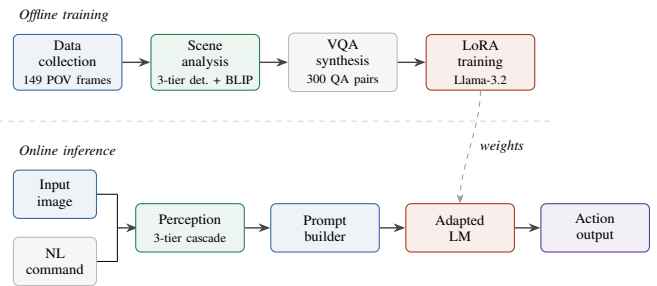 Offline training
Data
collection
149 POV frames
Scene
analysis
3-tier det. + BLIP
VQA
synthesis
300 QA pairs
LoRA
training
Llama-3.2
weights
Online inference
Input
image
NL
command
Perception
3-tier cascade
Prompt
builder
Adapted
LM
Action
output